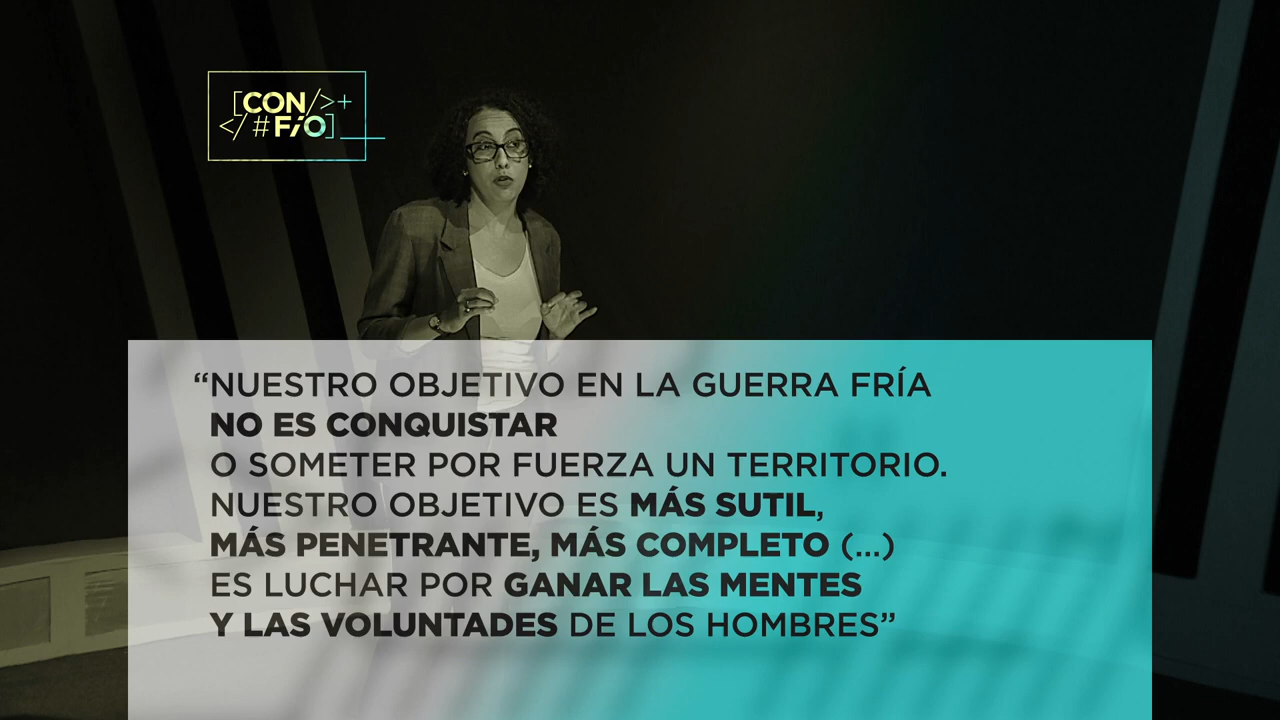 [CON/>+
</#FÍO]_
“NUESTRO OBJETIVO EN LA GUERRA FRÍA
NO ES CONQUISTAR
O SOMETER POR FUERZA UN TERRITORIO.
NUESTRO OBJETIVO ES MÁS SUTIL,
MÁS PENETRANTE, MÁS COMPLETO (...)
ES LUCHAR POR GANAR LAS MENTES
Y LAS VOLUNTADES DE LOS HOMBRES”